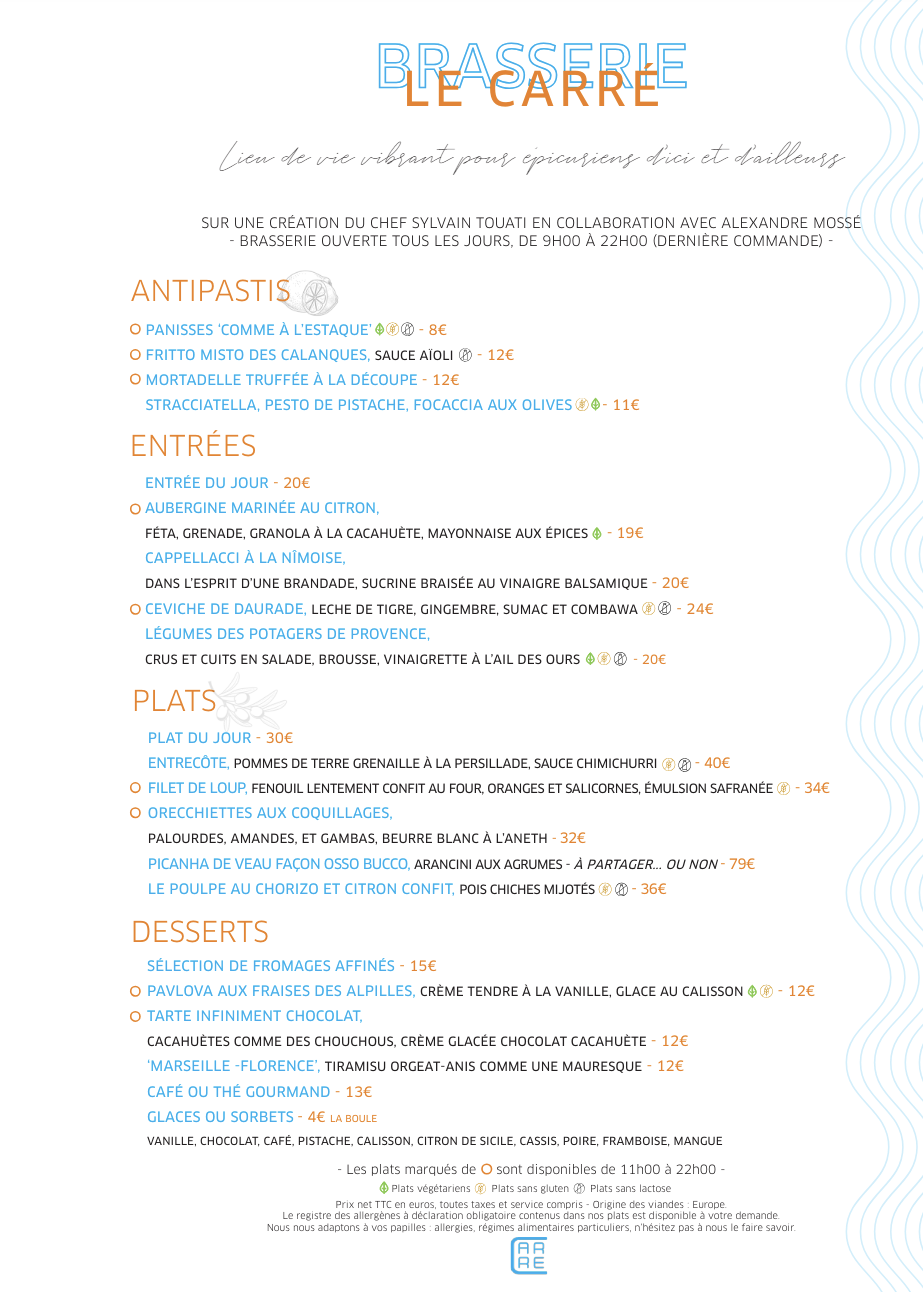 BRASSERIE
LE CARRÉ
Lieu de vie vibrant pour épicuriens d'ici et d'ailleurs
SUR UNE CRÉATION DU CHEF SYLVAIN TOUATI EN COLLABORATION AVEC ALEXANDRE MOSSÉ
- BRASSERIE OUVERTE TOUS LES JOURS, DE 9H00 À 22H00 (DERNIÈRE COMMANDE) -
ANTIPASTIS
PANISSES ‘COMME À L’ESTAQUE’ - 8€
FRITTO MISTO DES CALANQUES, SAUCE AÏOLI - 12€
MORTADELLE TRUFFÉE À LA DÉCOUPE - 12€
STRACCIATELLA, PESTO DE PISTACHE, FOCACCIA AUX OLIVES - 11€
ENTRÉES
ENTRÉE DU JOUR - 20€
AUBERGINE MARINÉE AU CITRON,
FÉTA, GRENADE, GRANOLA À LA CACAHUÈTE, MAYONNAISE AUX ÉPICES - 19€
CAPPELLACCI À LA NÎMOISE,
DANS L’ESPRIT D’UNE BRANDADE, SUCRINE BRAISÉE AU VINAIGRE BALSAMIQUE - 20€
CEVICHE DE DAURADE, LECHE DE TIGRE, GINGEMBRE, SUMAC ET COMBAWA - 24€
LÉGUMES DES POTAGERS DE PROVENCE,
CRUS ET CUITS EN SALADE, BROUSSE, VINAIGRETTE À L’AIL DES OURS - 20€
PLATS
PLAT DU JOUR - 30€
ENTRECÔTE, POMMES DE TERRE GRENAILLE À LA PERSILLADE, SAUCE CHIMICHURRI - 40€
FILET DE LOUP, FENOUIL LENTEMENT CONFIT AU FOUR, ORANGES ET SALICORNES, ÉMULSION SAFRANÉE - 34€
ORECCHIETTES AUX COQUILLAGES,
PALOURDES, AMANDES, ET GAMBAS, BEURRE BLANC À L’ANETH - 32€
PICANHA DE VEAU FAÇON OSSO BUCCO, ARANCINI AUX AGRUMES - À PARTAGER... OU NON - 79€
LE POULPE AU CHORIZO ET CITRON CONFIT, POIS CHICHES MIJOTÉS - 36€
DESSERTS
SÉLECTION DE FROMAGES AFFINÉS - 15€
PAVLOVA AUX FRAISES DES ALPILLES, CRÈME TENDRE À LA VANILLE, GLACE AU CALISSON - 12€
TARTE INFINIMENT CHOCOLAT,
CACAHUÈTES COMME DES CHOUCHOUS, CRÈME GLACÉE CHOCOLAT CACAHUÈTE - 12€
‘MARSEILLE -FLORENCE’, TIRAMISU ORGEAT-ANIS COMME UNE MAURESQUE - 12€
CAFÉ OU THÉ GOURMAND - 13€
GLACES OU SORBETS - 4€ LA BOULE
VANILLE, CHOCOLAT, CAFÉ, PISTACHE, CALISSON, CITRON DE SICILE, CASSIS, POIRE, FRAMBOISE, MANGUE
- Les plats marqués de O sont disponibles de 11h00 à 22h00 -
Plats végétariens Plats sans gluten Plats sans lactose
Prix net TTC en euros, toutes taxes et service compris - Origine des viandes : Europe.
Le registre des allergènes à déclaration obligatoire contenus dans nos plats est disponible à votre demande.
Nous nous adaptons à vos papilles : allergies, régimes alimentaires particuliers, n'hésitez pas à nous le faire savoir.
CARRE